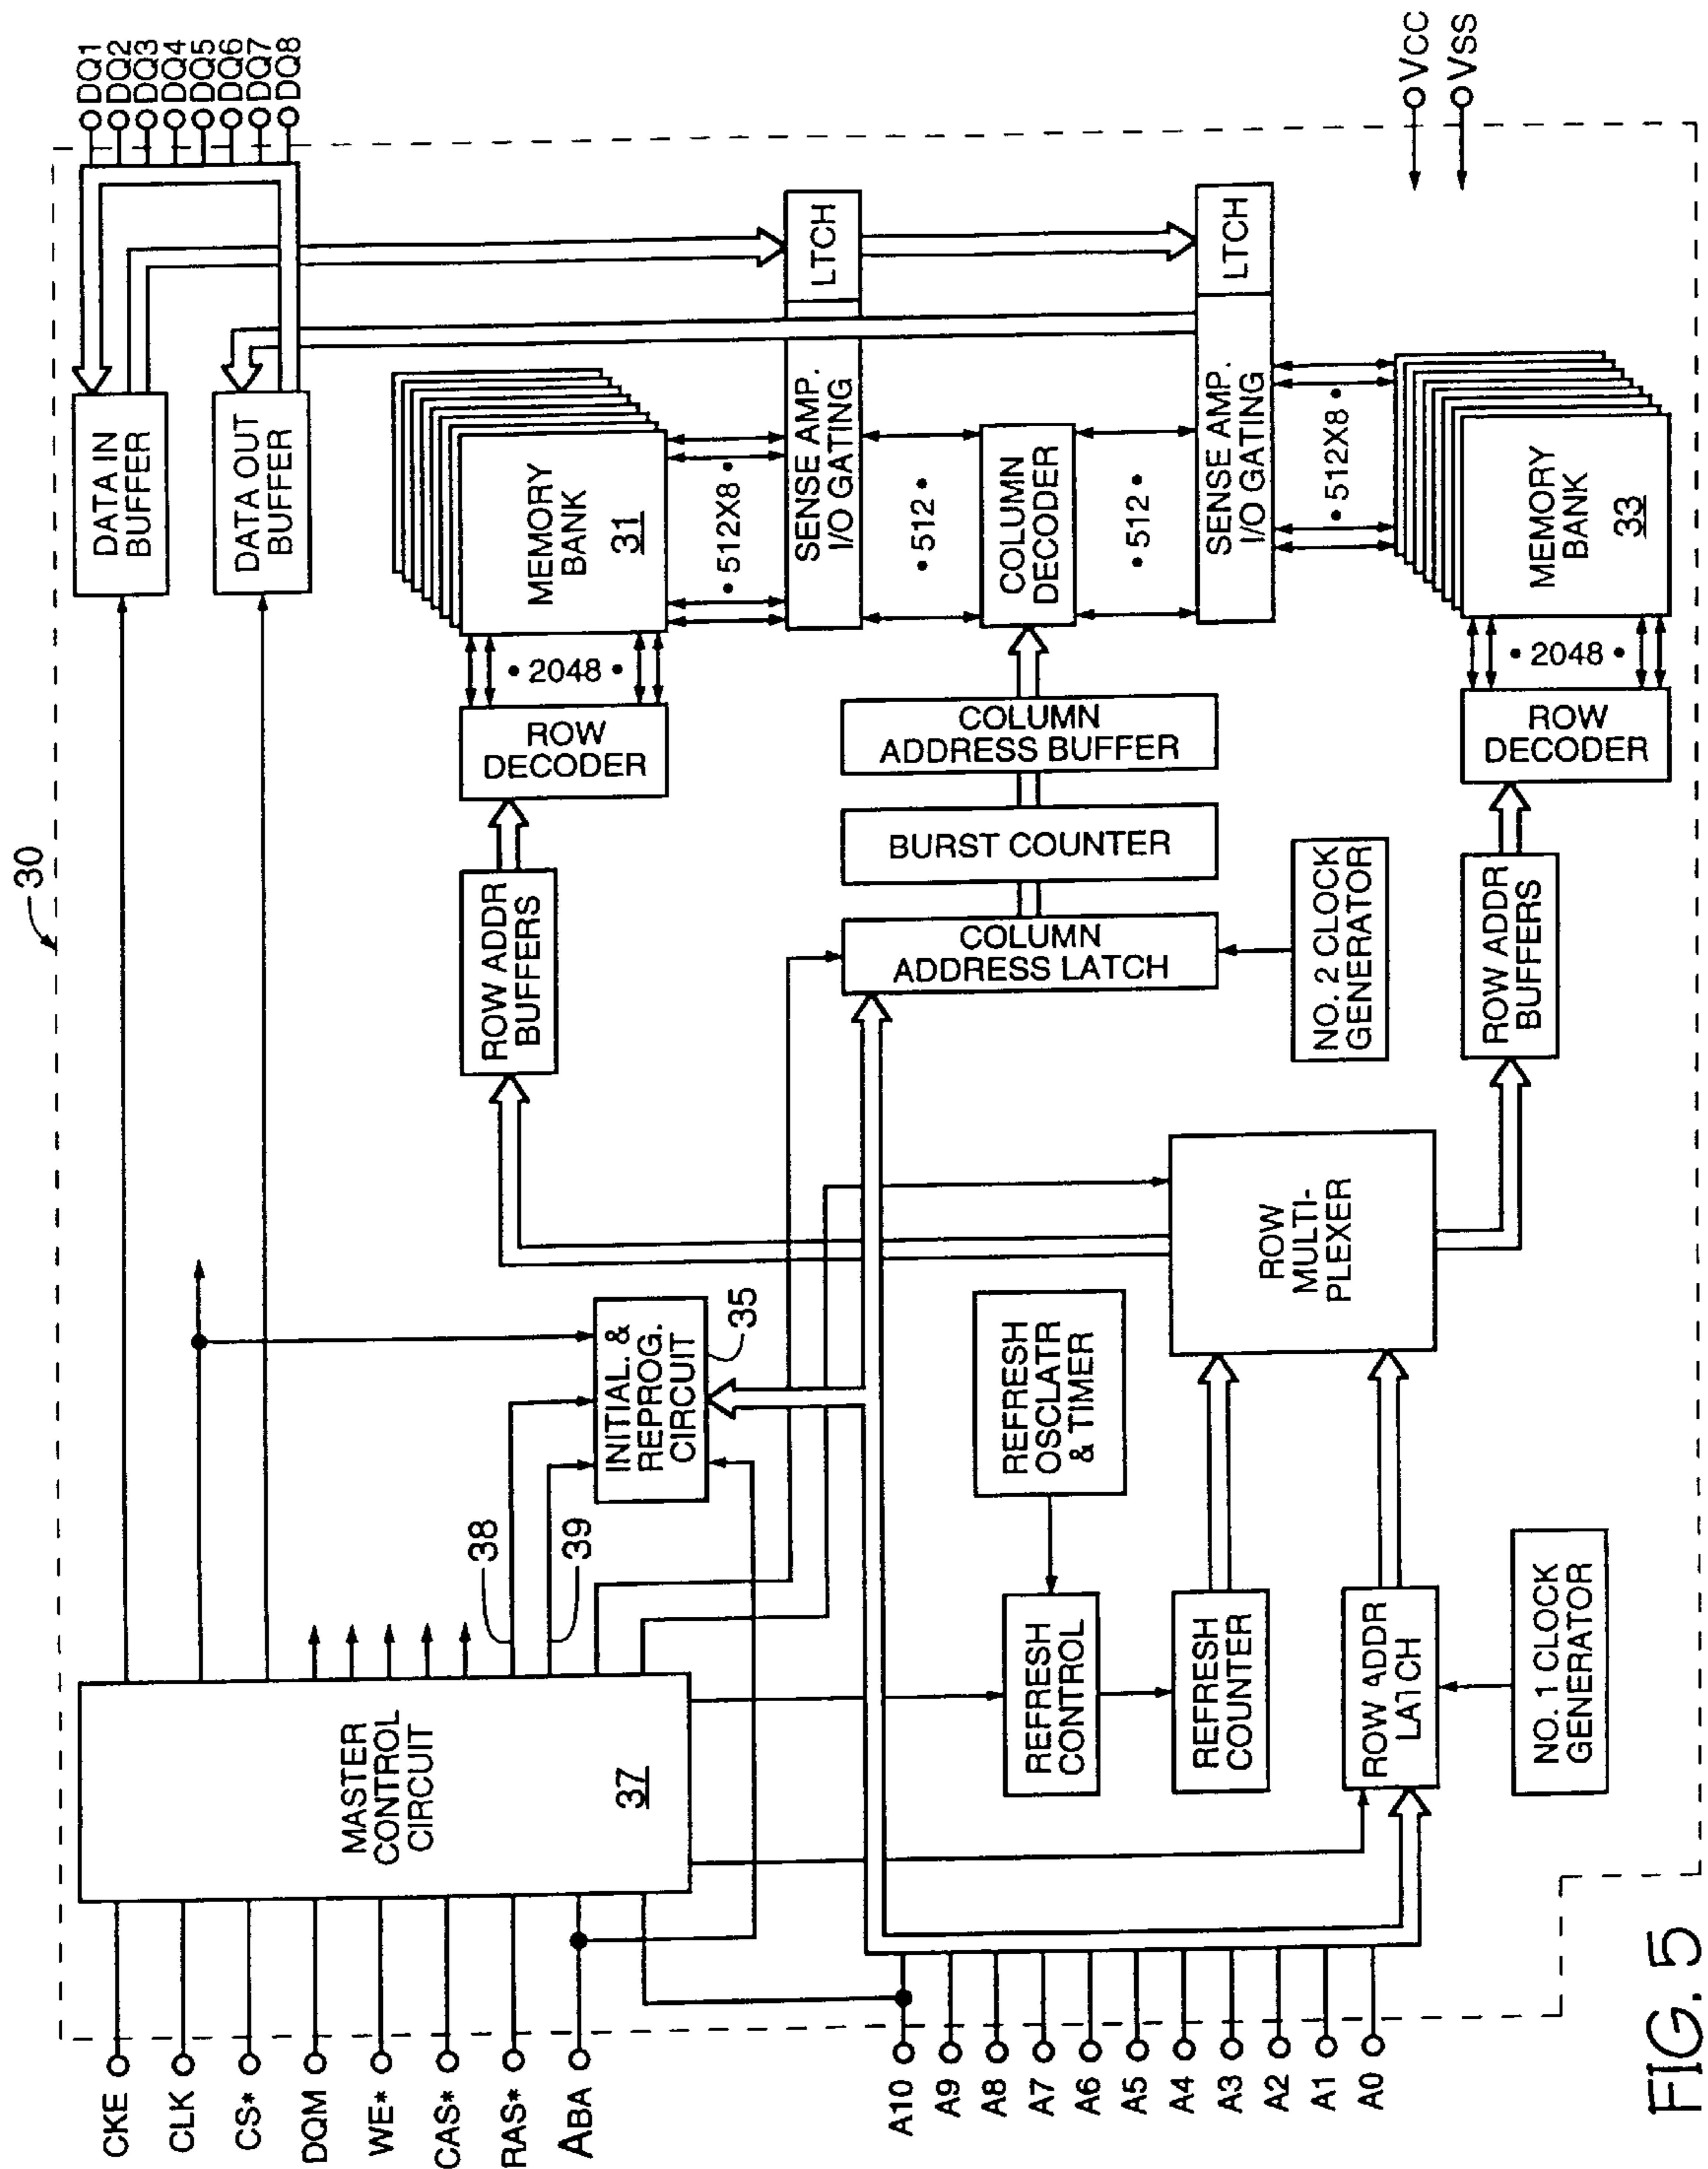 30
CKE
CLK
CS*
DQM
WE*
CAS*
RAS*
ABA
A10
A9
A8
A7
A6
A5
A4
A3
A2
A1
A0
MASTER
CONTROL
CIRCUIT
37
38
39
INITIAL. &
REPROG.
CIRCUIT
35
REFRESH
OSCLATR
& TIMER
REFRESH
CONTROL
REFRESH
COUNTER
ROW ADDR
LATCH
NO. 1 CLOCK
GENERATOR
ROW
MULTI-
PLEXER
ROW ADDR
BUFFERS
ROW
DECODER
• 2048 •
MEMORY
BANK
31
• 512X8 •
SENSE AMP.
I/O GATING
LTCH
• 512 •
COLUMN
DECODER
• 512 •
SENSE AMP.
I/O GATING
LTCH
• 512X8 •
COLUMN
ADDRESS LATCH
BURST COUNTER
COLUMN
ADDRESS BUFFER
NO. 2 CLOCK
GENERATOR
ROW ADDR
BUFFERS
ROW
DECODER
• 2048 •
MEMORY
BANK
33
DATA IN
BUFFER
DATA OUT
BUFFER
DQ1
DQ2
DQ3
DQ4
DQ5
DQ6
DQ7
DQ8
VCC
VSS
FIG. 5